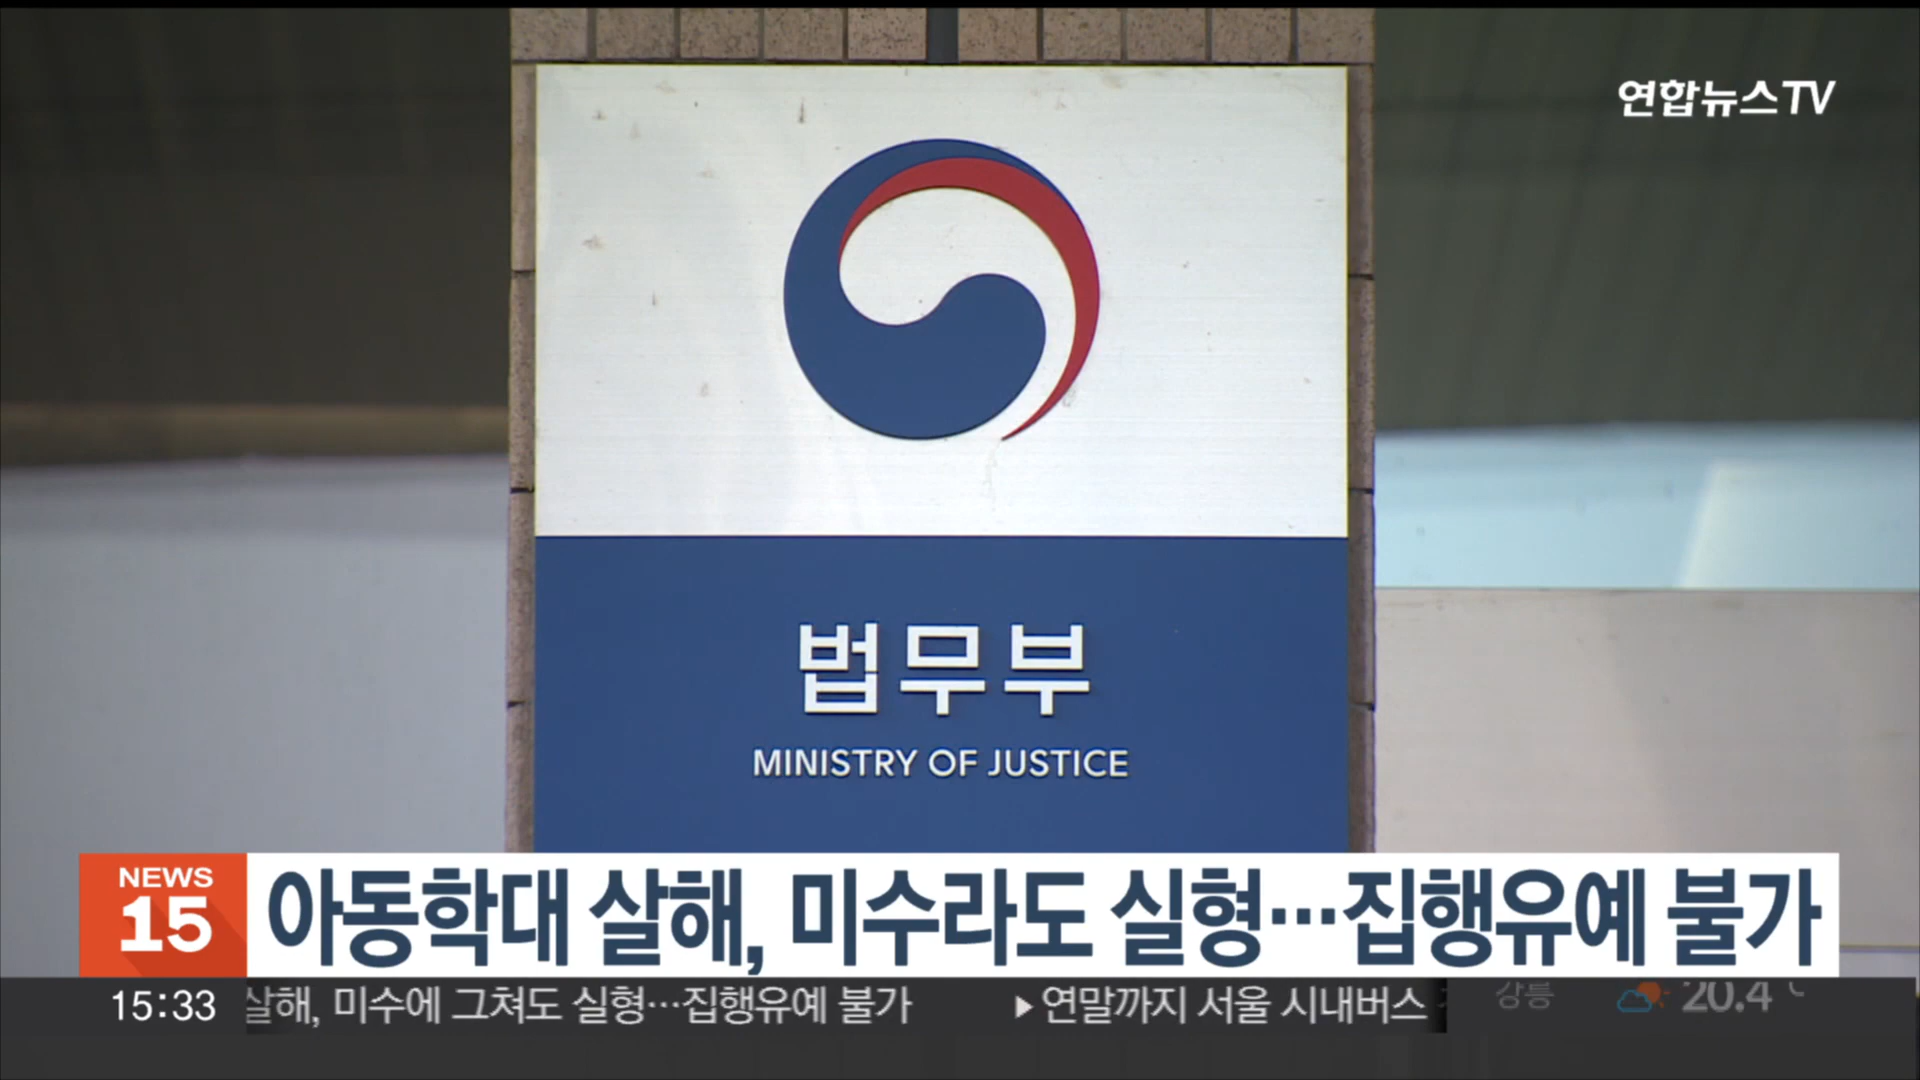 연합뉴스TV
법무부
MINISTRY OF JUSTICE
NEWS
15
아동학대 살해, 미수라도 실형…집행유예 불가
15:33
살해, 미수에 그쳐도 실형…집행유예 불가
▶연말까지 서울 시내버스
강릉
20.4